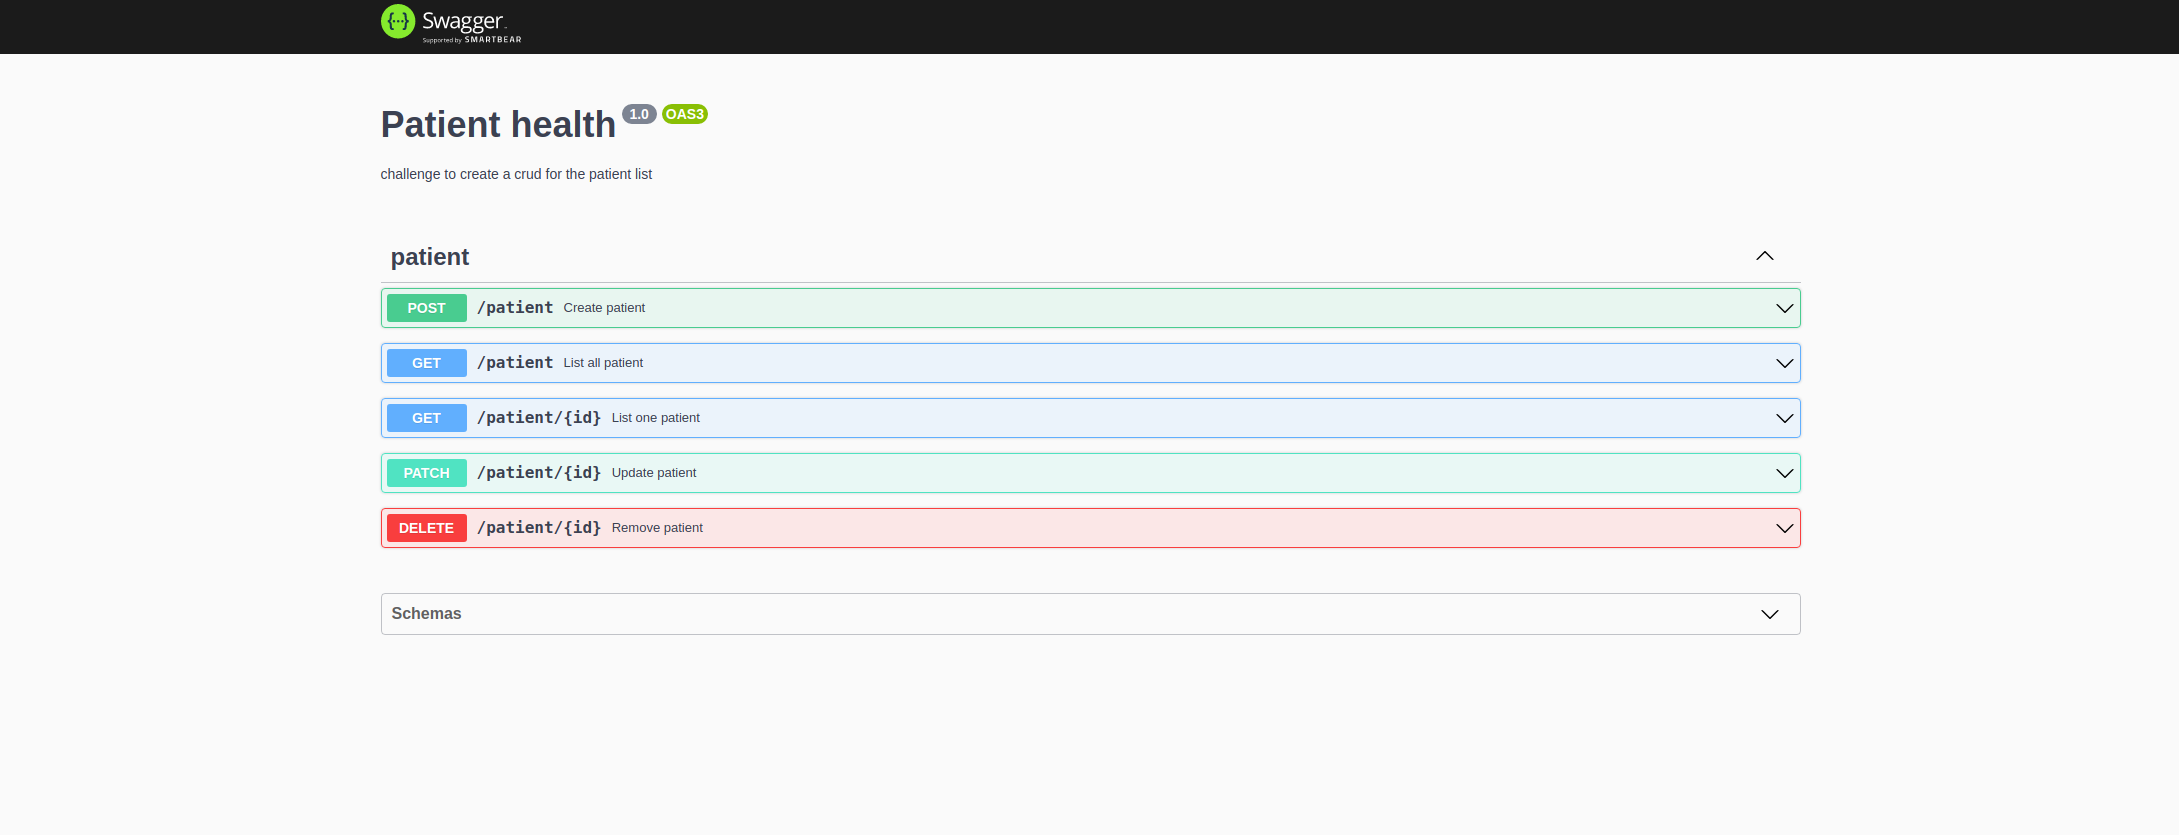 {...} Swagger
Supported by SMARTBEAR
Patient health 1.0 OAS3
challenge to create a crud for the patient list
patient
POST /patient Create patient
GET /patient List all patient
GET /patient/{id} List one patient
PATCH /patient/{id} Update patient
DELETE /patient/{id} Remove patient
Schemas